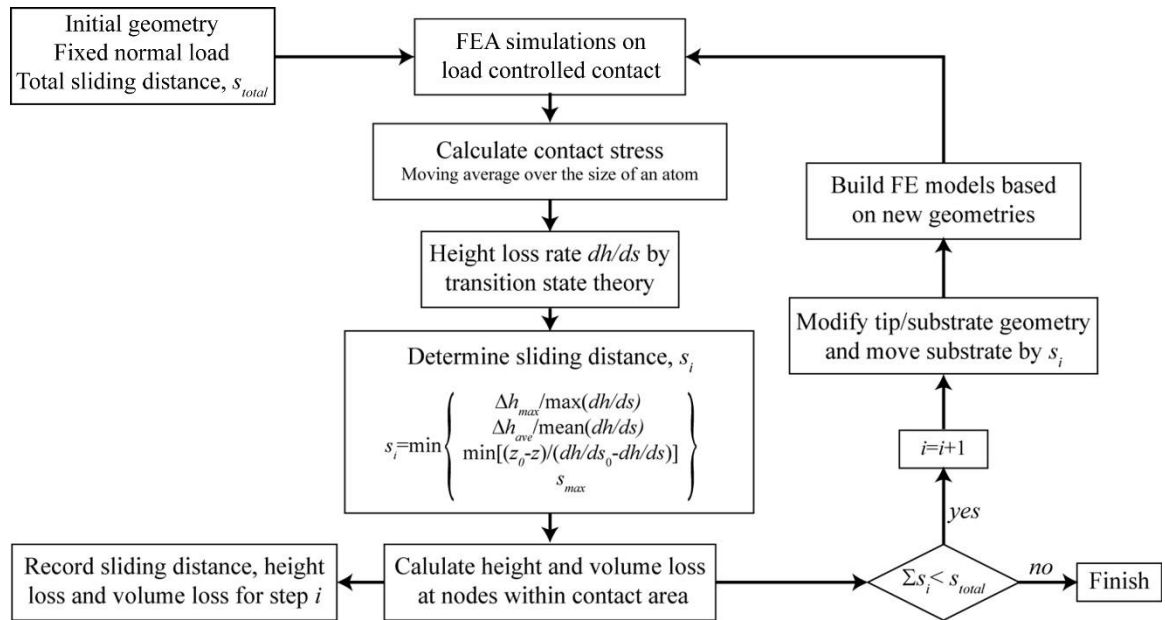 Initial geometry
Fixed normal load
Total sliding distance, s_total
FEA simulations on
load controlled contact
Calculate contact stress
Moving average over the size of an atom
Height loss rate dh/ds by
transition state theory
Determine sliding distance, s_i
s_i=min
Δh_max/max(dh/ds)
Δh_ave/mean(dh/ds)
min[(z_0-z)/(dh/ds_0-dh/ds)]
s_max
Calulate height and volume loss
at nodes within contact area
Record sliding distance, height
loss and volume loss for step i
Σs_i< s_total
no
Finish
yes
i=i+1
Modify tip/substrate geometry
and move substrate by s_i
Build FE models based
on new geometries